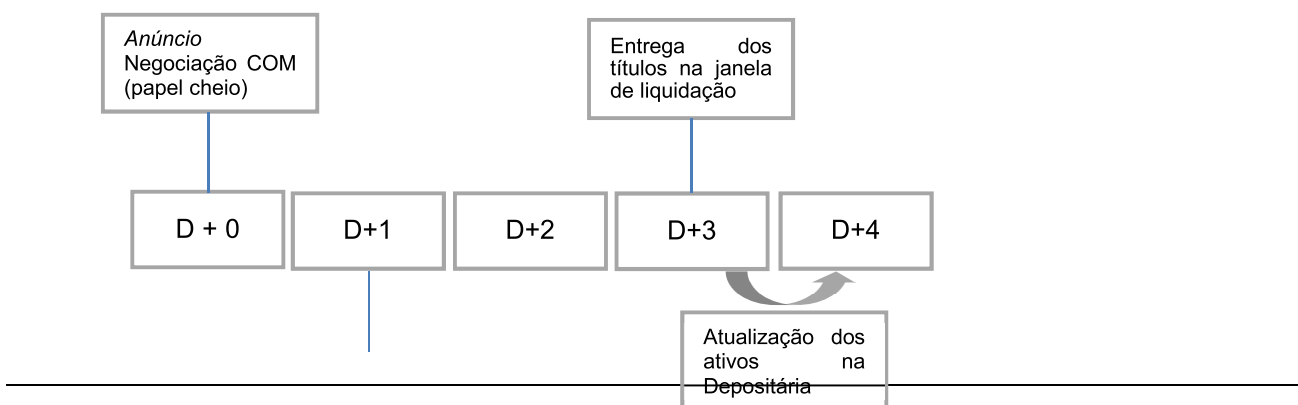 Anúncio
Negociação COM
(papel cheio)
Entrega dos
títulos na janela
de liquidação
D + 0
D+1
D+2
D+3
D+4
Atualização dos
ativos na
Depositária